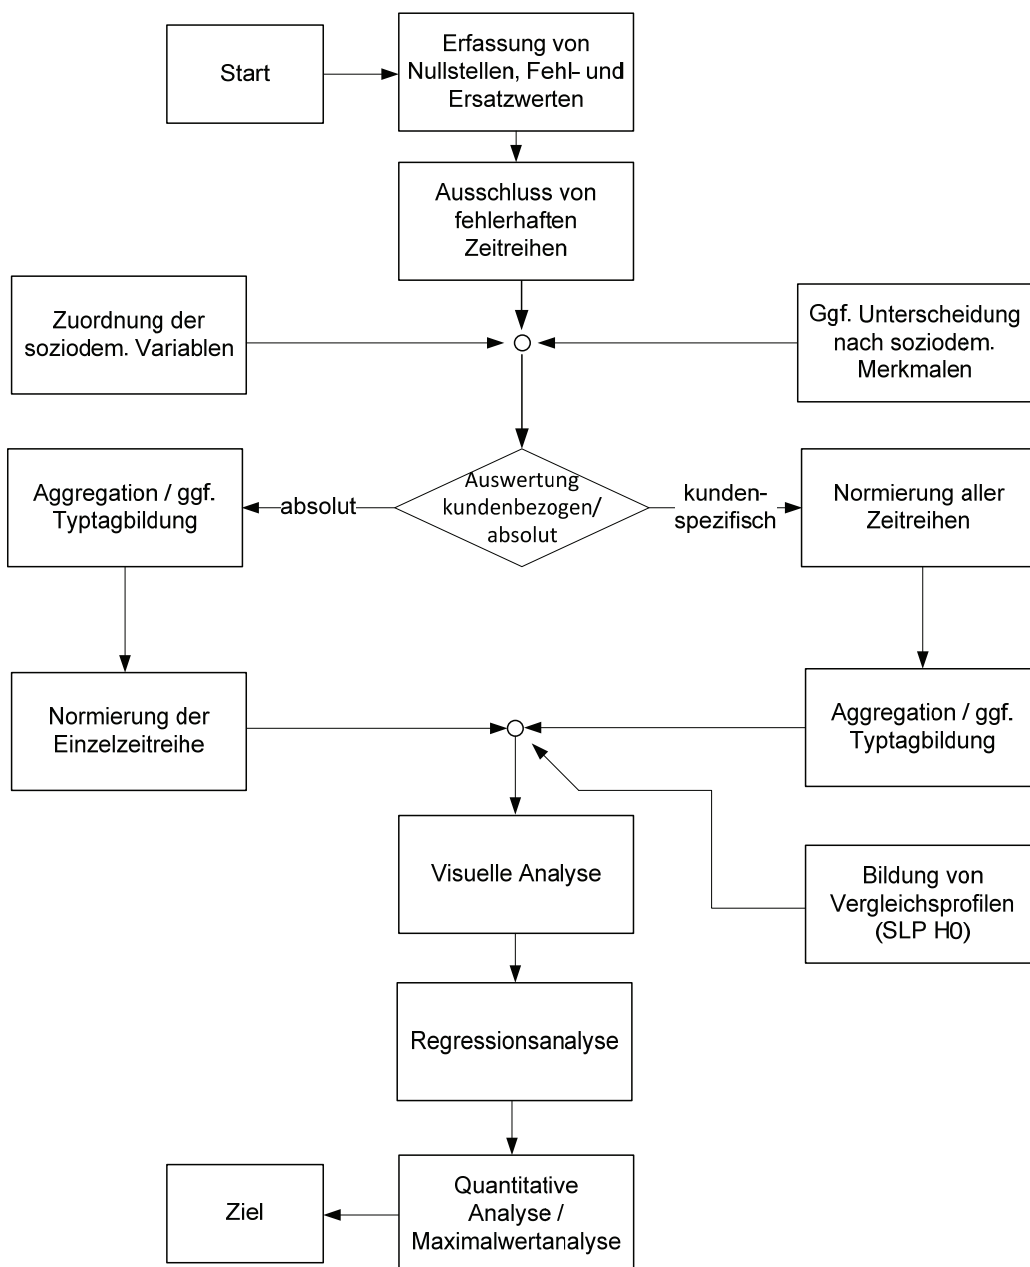 Start
Erfassung von
Nullstellen, Fehl- und
Ersatzwerten
Ausschluss von
fehlerhaften
Zeitreihen
Zuordnung der
soziodem. Variablen
Ggf. Unterscheidung
nach soziodem.
Merkmalen
Aggregation / ggf.
Typtagbildung
absolut
Auswertung
kundenbezogen/
absolut
kunden-
spezifisch
Normierung aller
Zeitreihen
Normierung der
Einzelzeitreihe
Aggregation / ggf.
Typtagbildung
Visuelle Analyse
Bildung von
Vergleichsprofilen
(SLP H0)
Regressionsanalyse
Quantitative
Analyse /
Maximalwertanalyse
Ziel